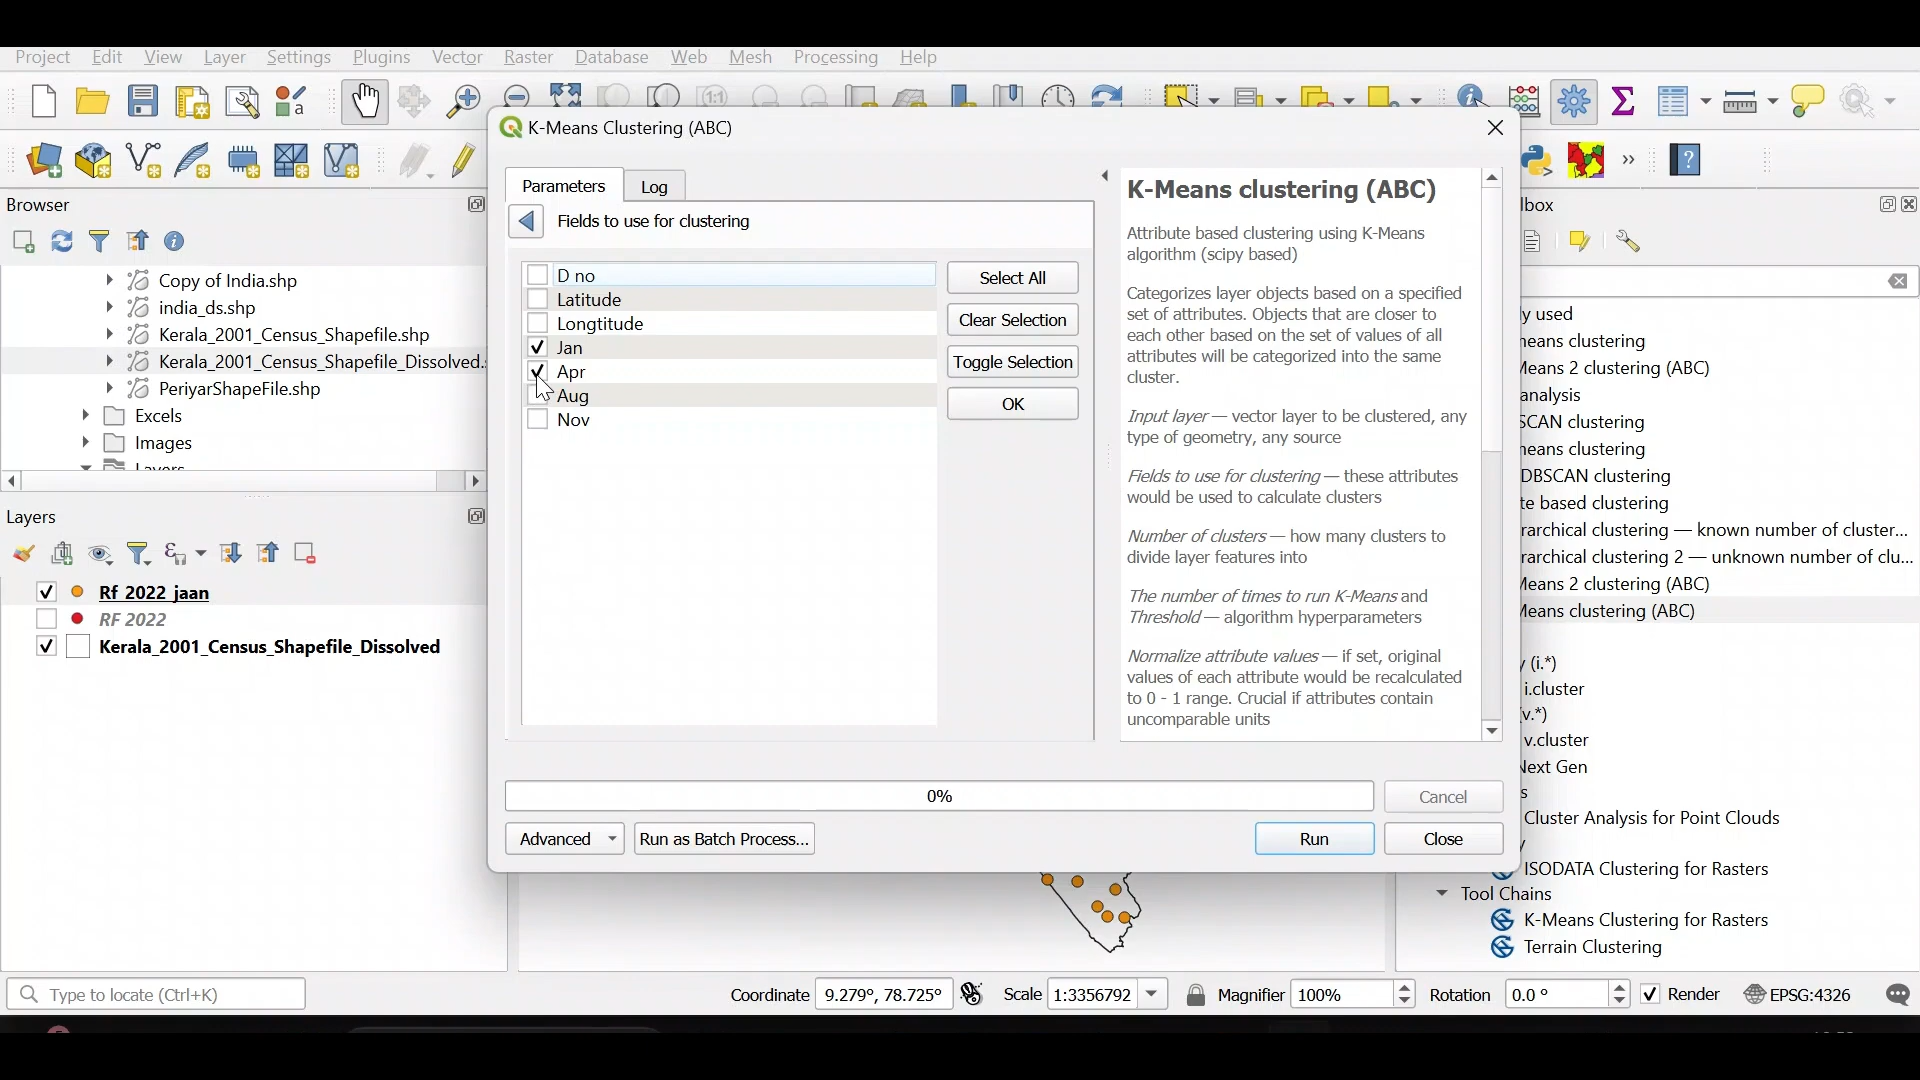 Project Edit View Layer Settings Plugins Vector Raster Database Web Mesh Processing Help
K-Means Clustering (ABC)
Parameters Log
Fields to use for clustering
D no
Latitude
Longtitude
Jan
Apr
Aug
Nov
Select All
Clear Selection
Toggle Selection
OK
K-Means clustering (ABC)
Attribute based clustering using K-Means
algorithm (scipy based)
Categorizes layer objects based on a specified
set of attributes. Objects that are closer to
each other based on the set of values of all
attributes will be categorized into the same
cluster.
Input layer — vector layer to be clustered, any
type of geometry, any source
Fields to use for clustering — these attributes
would be used to calculate clusters
Number of clusters — how many clusters to
divide layer features into
The number of times to run K-Means and
Threshold — algorithm hyperparameters
Normalize attribute values — if set, original
values of each attribute would be recalculated
to 0 - 1 range. Crucial if attributes contain
uncomparable units
0%
Cancel
Advanced Run as Batch Process... Run Close
Browser
Copy of India.shp
india_ds.shp
Kerala_2001_Census_Shapefile.shp
Kerala_2001_Census_Shapefile_Dissolved.
PeriyarShapeFile.shp
Excels
Images
Layers
Rf 2022 jaan
RF 2022
Kerala_2001_Census_Shapefile_Dissolved
lbox
y used
eans clustering
Means 2 clustering (ABC)
analysis
SCAN clustering
eans clustering
DBSCAN clustering
te based clustering
rarchical clustering — known number of cluster...
rarchical clustering 2 — unknown number of clu...
Means 2 clustering (ABC)
Means clustering (ABC)
y (i.*)
i.cluster
(v.*)
v.cluster
Next Gen
s
Cluster Analysis for Point Clouds
y
ISODATA Clustering for Rasters
Tool Chains
K-Means Clustering for Rasters
Terrain Clustering
Type to locate (Ctrl+K) Coordinate 9.279°, 78.725° Scale 1:3356792 Magnifier 100% Rotation 0.0 ° Render EPSG:4326